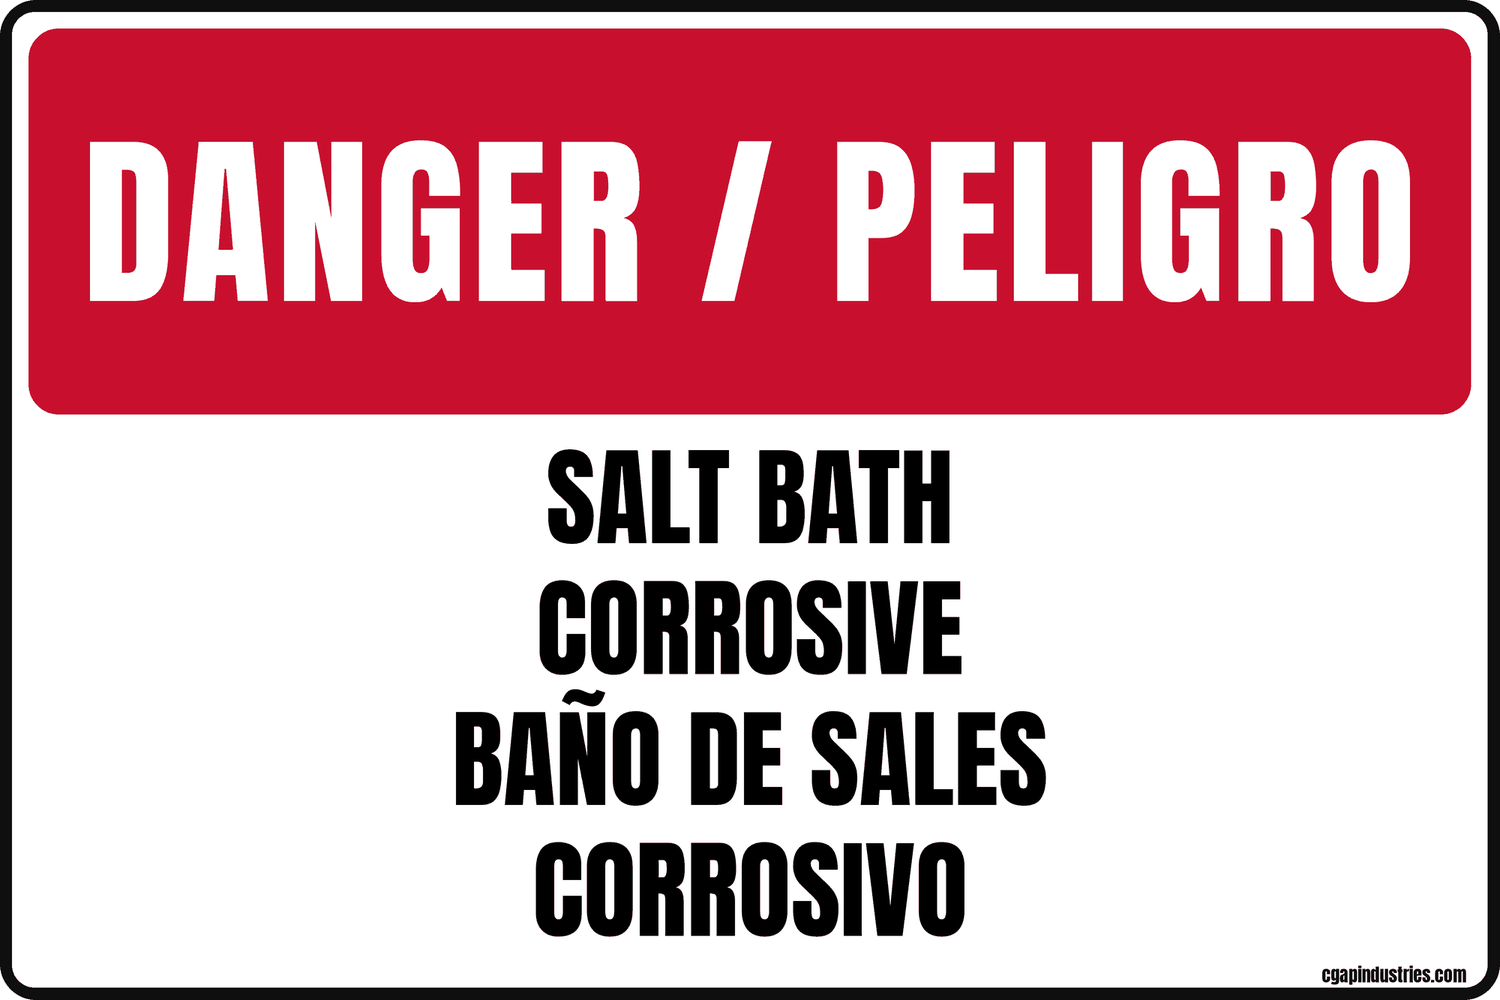 DANGER / PELIGRO
SALT BATH
CORROSIVE
BAÑO DE SALES
CORROSIVO
cgapindustries.com